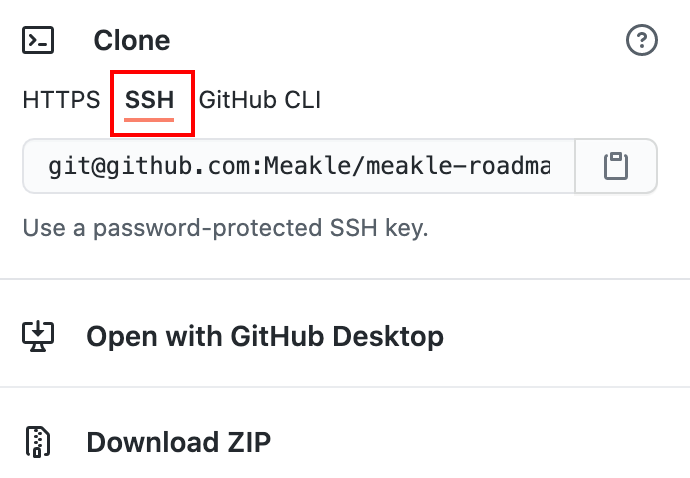 Clone
HTTPS SSH GitHub CLI
git@github.com:Meakle/meakle-roadma
Use a password-protected SSH key.
Open with GitHub Desktop
Download ZIP